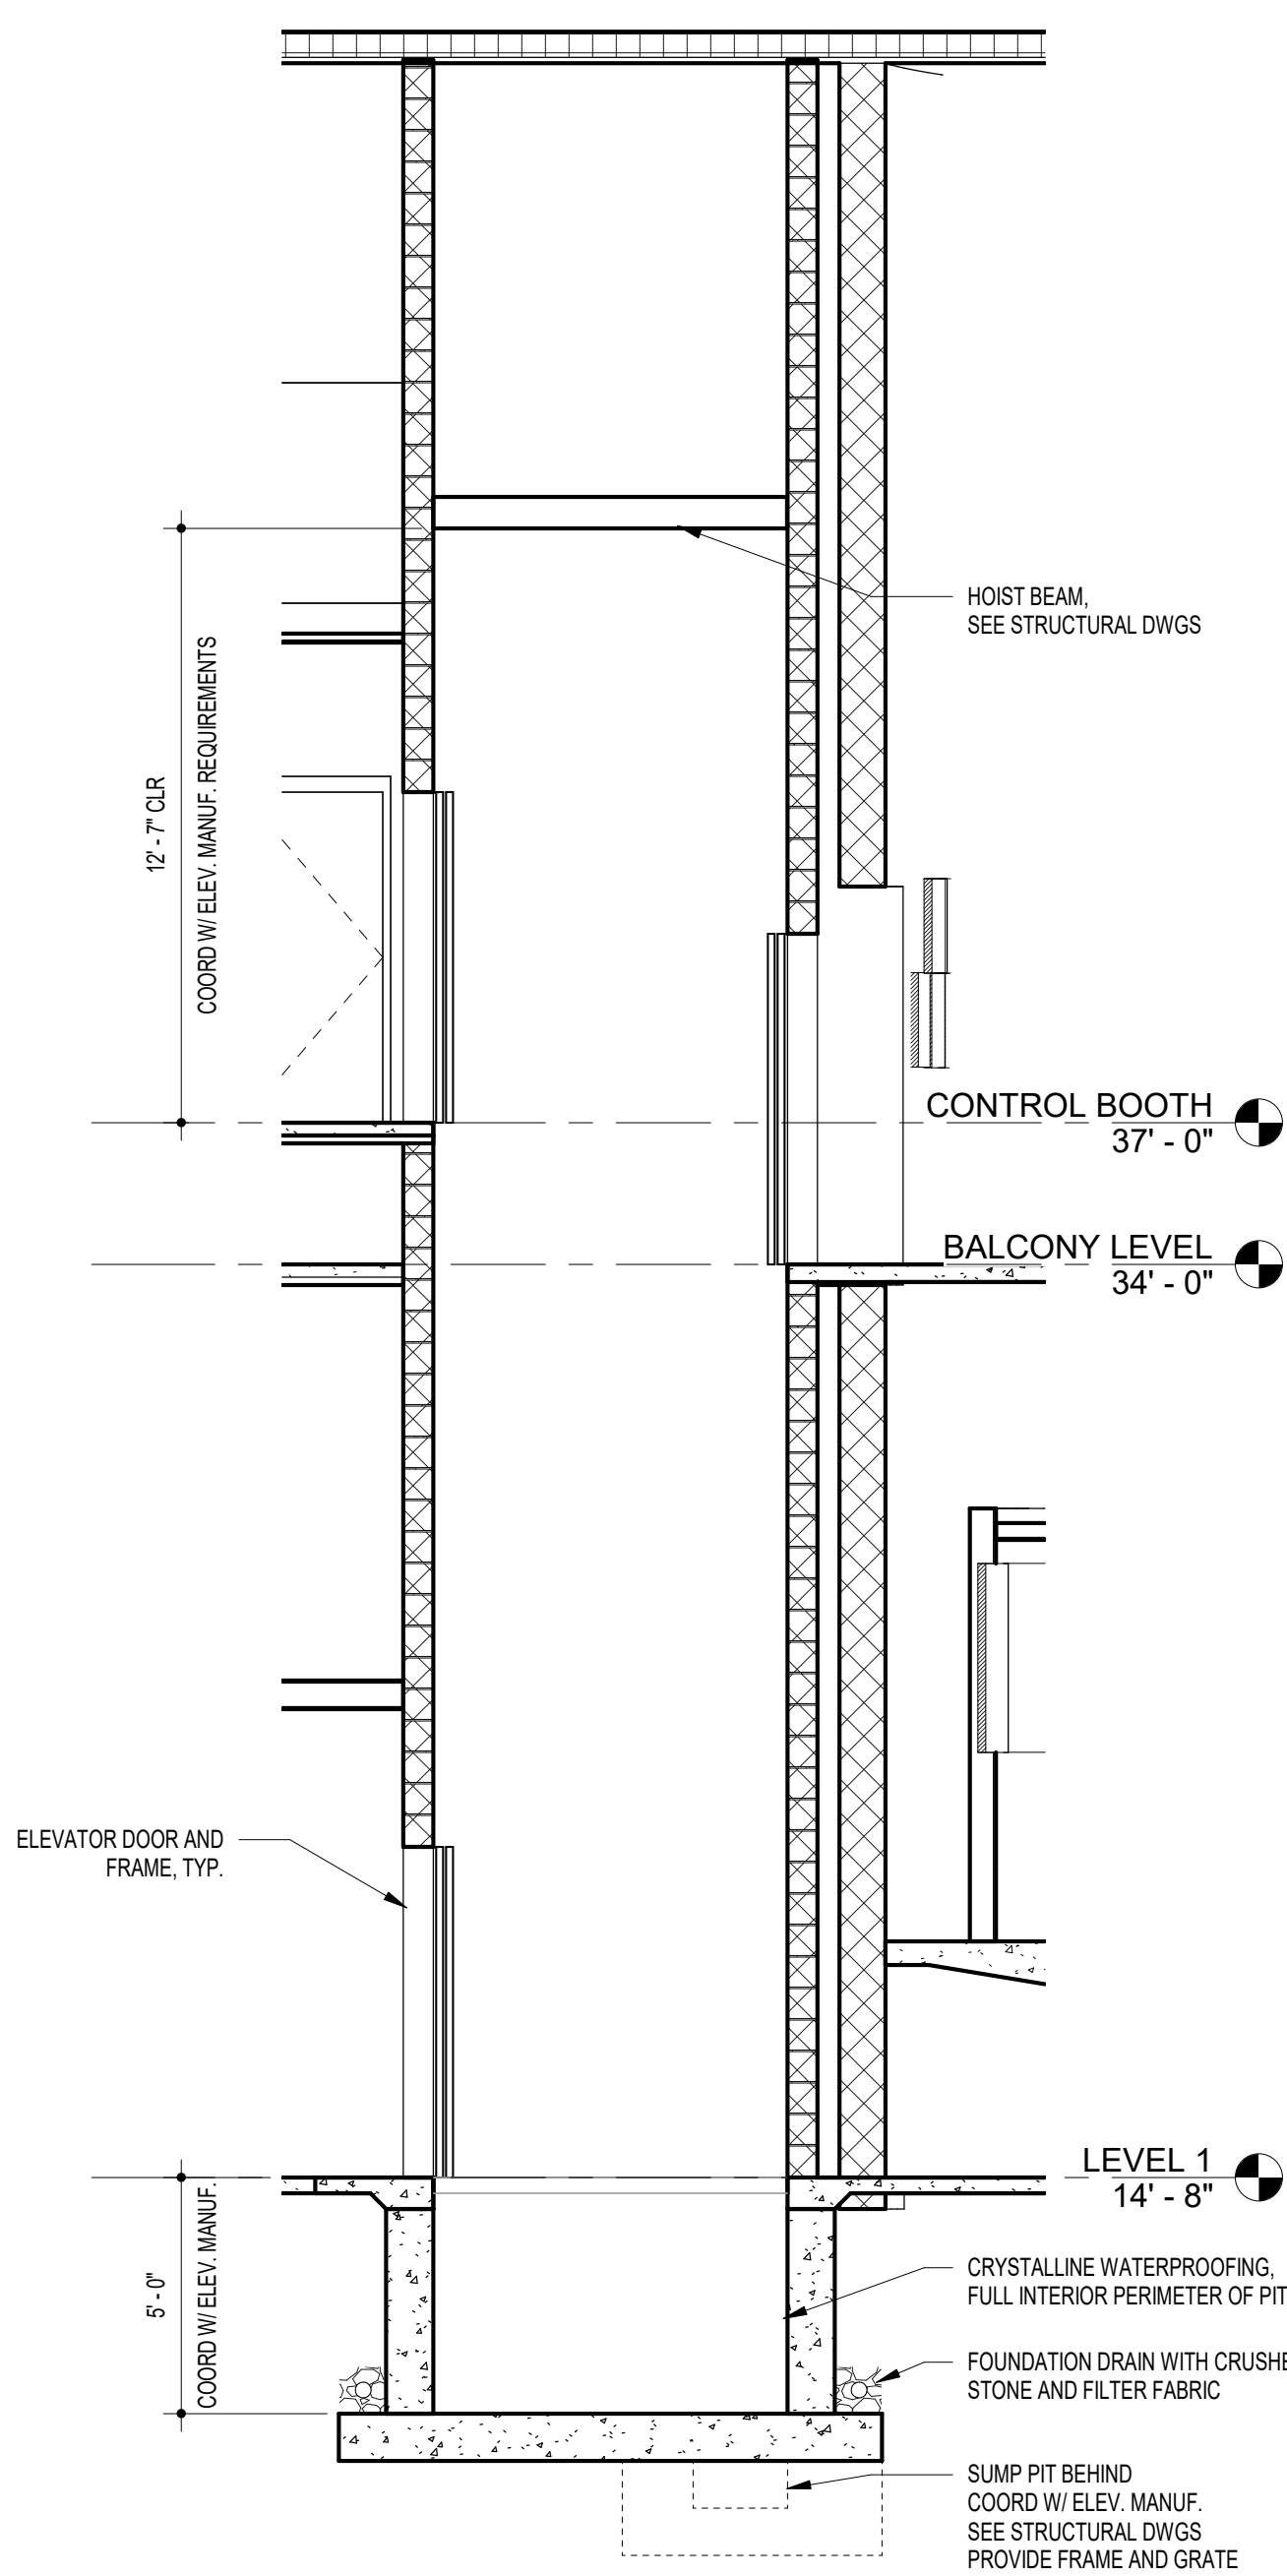 HOIST BEAM,
SEE STRUCTURAL DWGS
12' - 7" CLR
COORD W/ ELEV. MANUF. REQUIREMENTS
CONTROL BOOTH
37' - 0"
BALCONY LEVEL
34' - 0"
ELEVATOR DOOR AND
FRAME, TYP.
LEVEL 1
14' - 8"
5' - 0"
COORD W/ ELEV. MANUF.
CRYSTALLINE WATERPROOFING,
FULL INTERIOR PERIMETER OF PIT
FOUNDATION DRAIN WITH CRUSHE
STONE AND FILTER FABRIC
SUMP PIT BEHIND
COORD W/ ELEV. MANUF.
SEE STRUCTURAL DWGS
PROVIDE FRAME AND GRATE